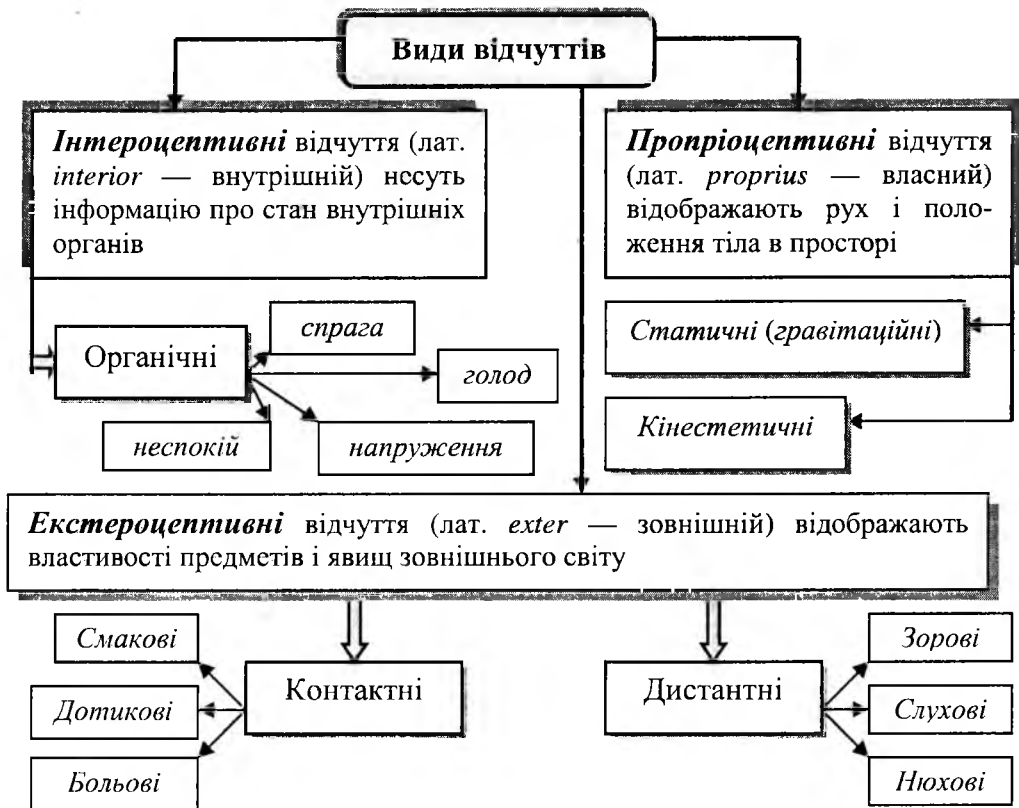 Види відчуттів
Інтероцептивні відчуття (лат.
interior — внутрішній) несуть
інформацію про стан внутрішніх
органів
Пропріоцептивні відчуття
(лат. proprius — власний)
відображають рух і поло-
ження тіла в просторі
Органічні
спрага
голод
неспокій
напруження
Статичні (гравітаційні)
Кінестетичні
Екстероцептивні відчуття (лат. exter — зовнішній) відображають
властивості предметів і явищ зовнішнього світу
Смакові
Дотикові
Больові
Контактні
Дистантні
Зорові
Слухові
Нюхові